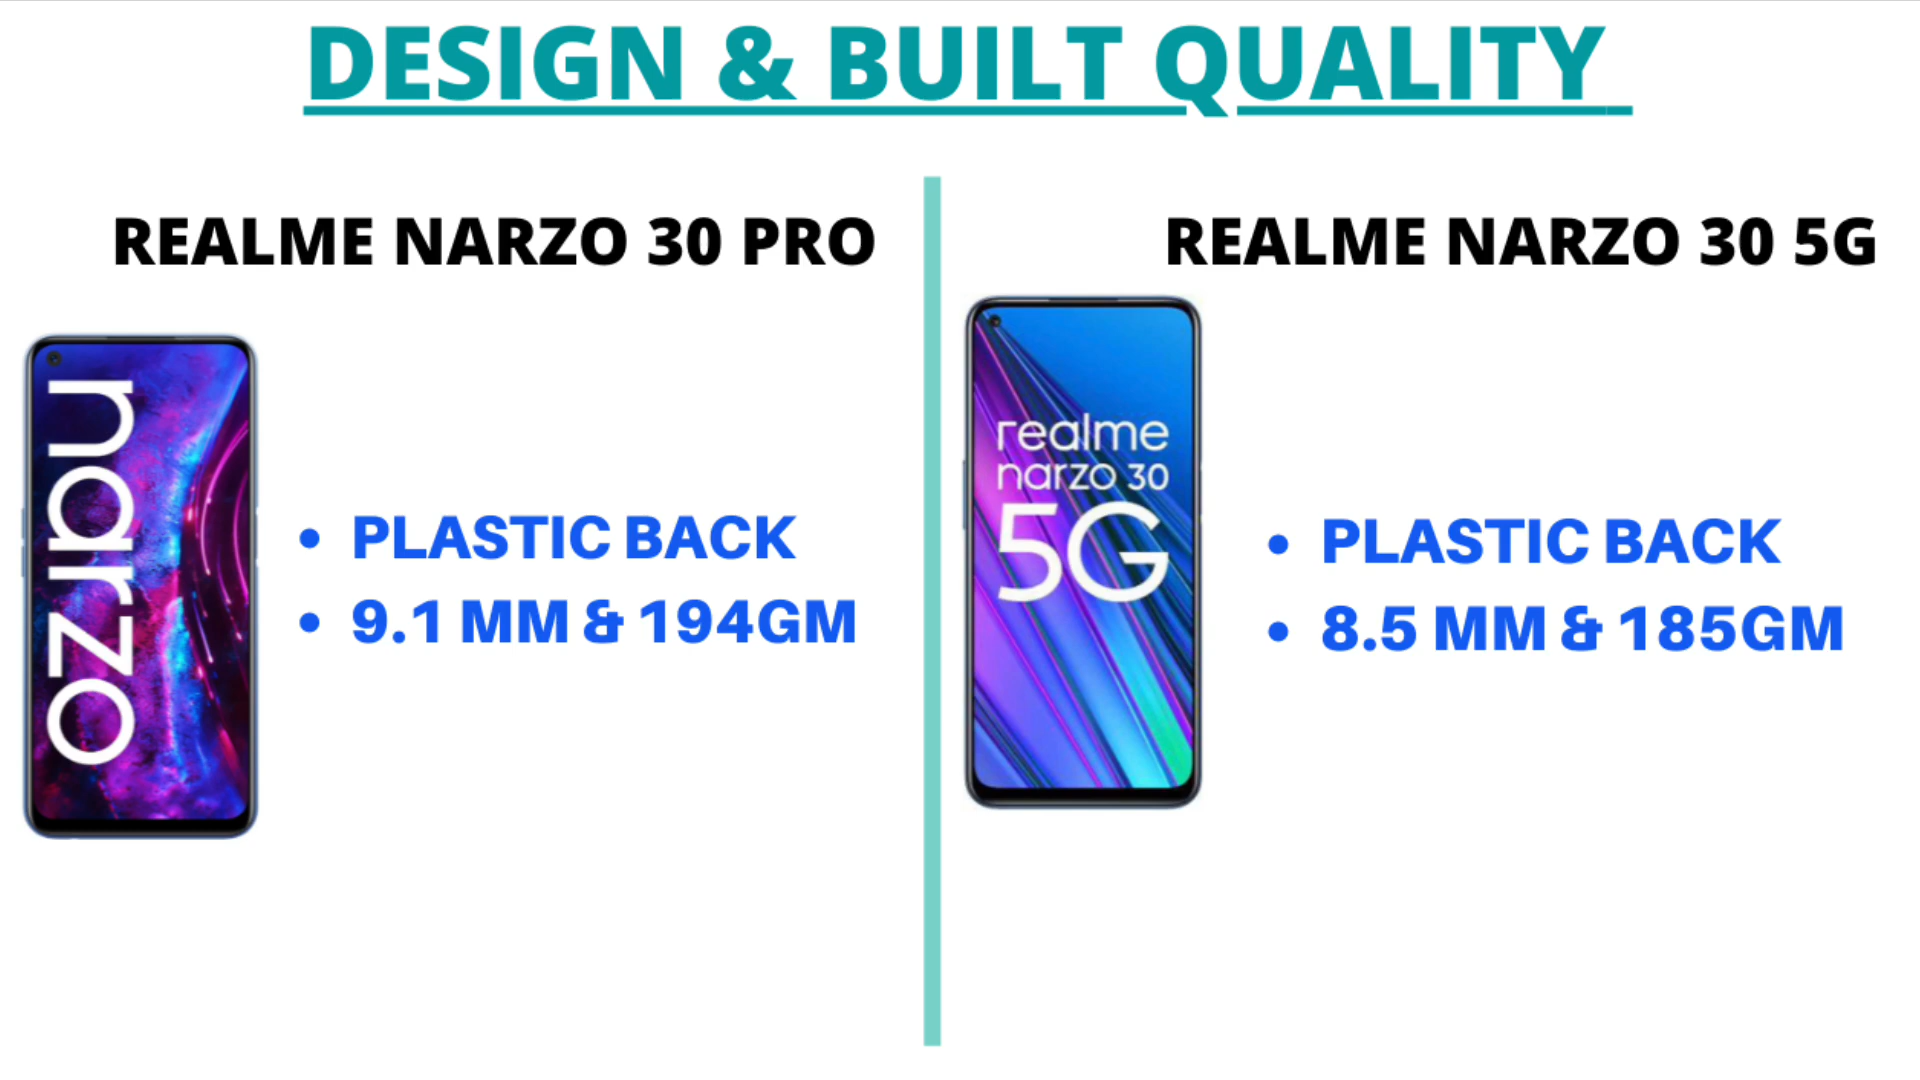 DESIGN & BUILT QUALITY
REALME NARZO 30 PRO
narzo
• PLASTIC BACK
• 9.1 MM & 194GM
REALME NARZO 30 5G
realme
narzo 30
5G
• PLASTIC BACK
• 8.5 MM & 185GM